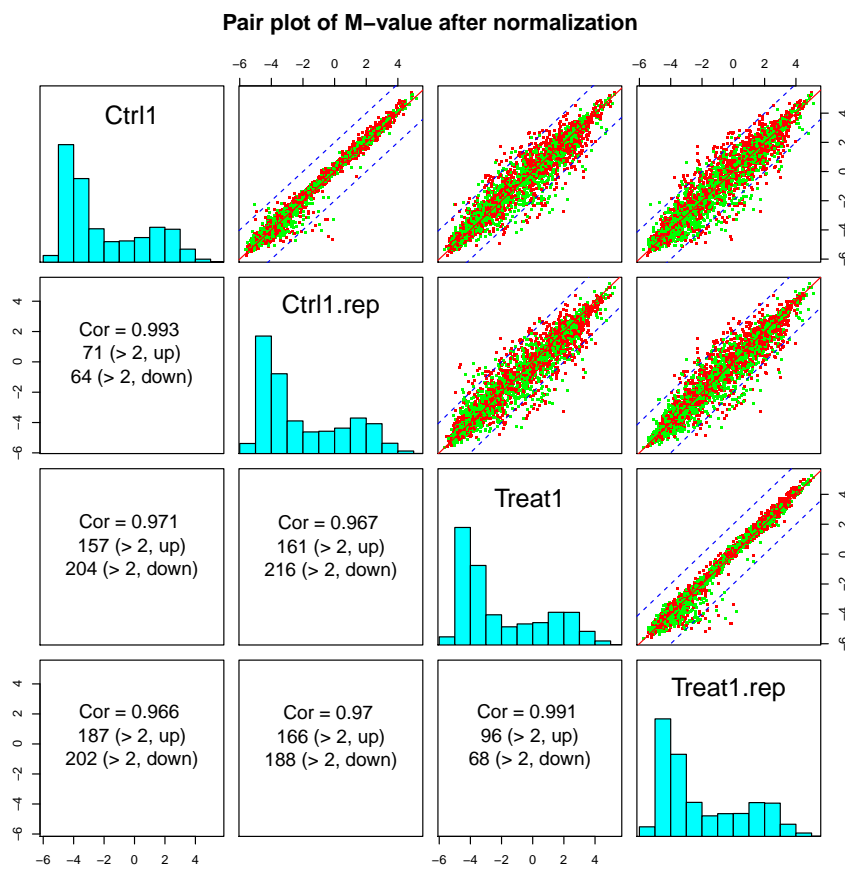 Pair plot of M−value after normalization
−6 −4 −2 0 2 4
−6 −4 −2 0 2 4
Ctrl1
−6 −4 −2 0 2 4
−6 −4 −2 0 2 4
Cor = 0.993
71 (> 2, up)
64 (> 2, down)
Ctrl1.rep
Cor = 0.971
157 (> 2, up)
204 (> 2, down)
Cor = 0.967
161 (> 2, up)
216 (> 2, down)
Treat1
−6 −4 −2 0 2 4
−6 −4 −2 0 2 4
Cor = 0.966
187 (> 2, up)
202 (> 2, down)
Cor = 0.97
166 (> 2, up)
188 (> 2, down)
Cor = 0.991
96 (> 2, up)
68 (> 2, down)
Treat1.rep
−6 −4 −2 0 2 4
−6 −4 −2 0 2 4